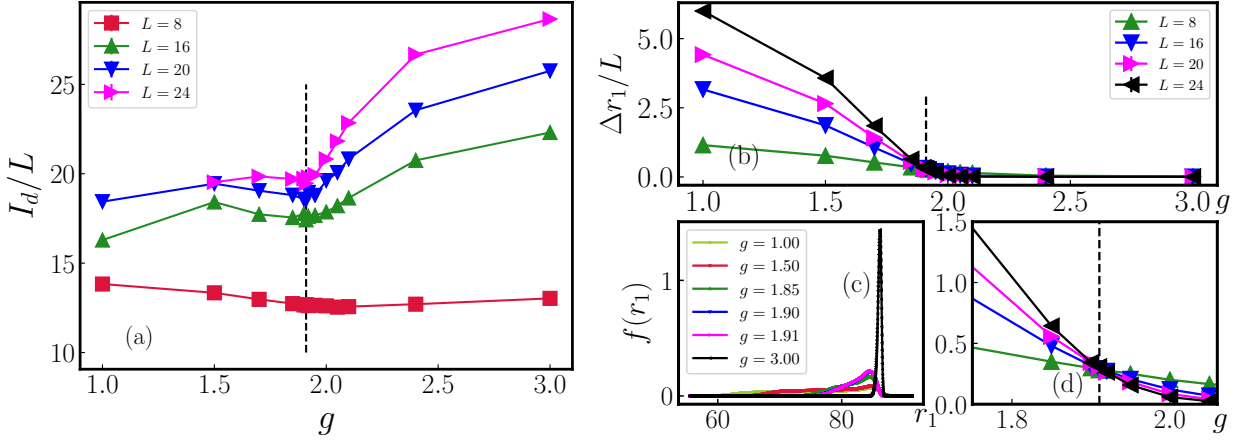 I_d/L
25
20
15
10
L = 8
L = 16
L = 20
L = 24
(a)
1.0 1.5 2.0 2.5 3.0
g
Δr_1/L
5.0
2.5
0.0
L = 8
L = 16
L = 20
L = 24
(b)
1.0 1.5 2.0 2.5 3.0 g
f(r_1)
1
0
g = 1.00
g = 1.50
g = 1.85
g = 1.90
g = 1.91
g = 3.00
(c)
60 80 r_1
1.5
1.0
0.5
0.0
(d)
1.8 2.0 g